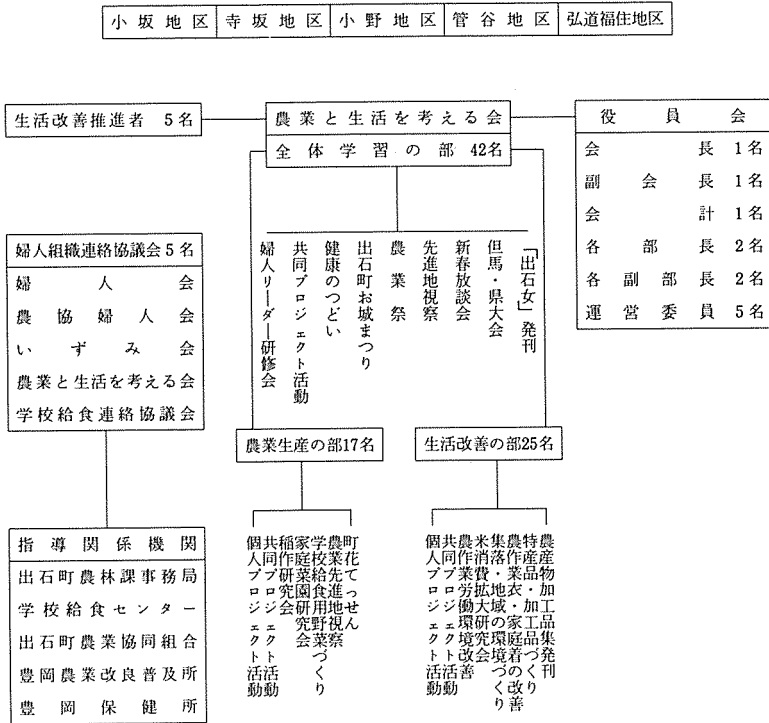 小坂地区 寺坂地区 小野地区 菅谷地区 弘道福住地区
生活改善推進者 5名
農業と生活を考える会
全体学習の部 42名
役員会
会長 1名
副会長 1名
会計 1名
各部長 2名
各副部長 2名
運営委員 5名
婦人組織連絡協議会5名
婦人会
農協婦人会
いずみ会
農業と生活を考える会
学校給食連絡協議会
「出石女」発刊
但馬・県大会
新春放談会
先進地視察
農業祭
出石町お城まつり
健康のつどい
共同プロジェクト活動
婦人リーダー研修会
農業生産の部17名
生活改善の部25名
町花てっせん
農業先進地視察
学校給食用野菜づくり
家庭菜園研究会
稲作研究会
共同プロジェクト活動
個人プロジェクト活動
農産物加工品集発刊
特産品・加工品づくり
農作業衣・家庭着の改善
集落・地域の環境づくり
米消費拡大研究会
農作業労働環境改善
共同プロジェクト活動
個人プロジェクト活動
指導関係機関
出石町農林課事務局
学校給食センター
出石町農業協同組合
豊岡農業改良普及所
豊岡保健所